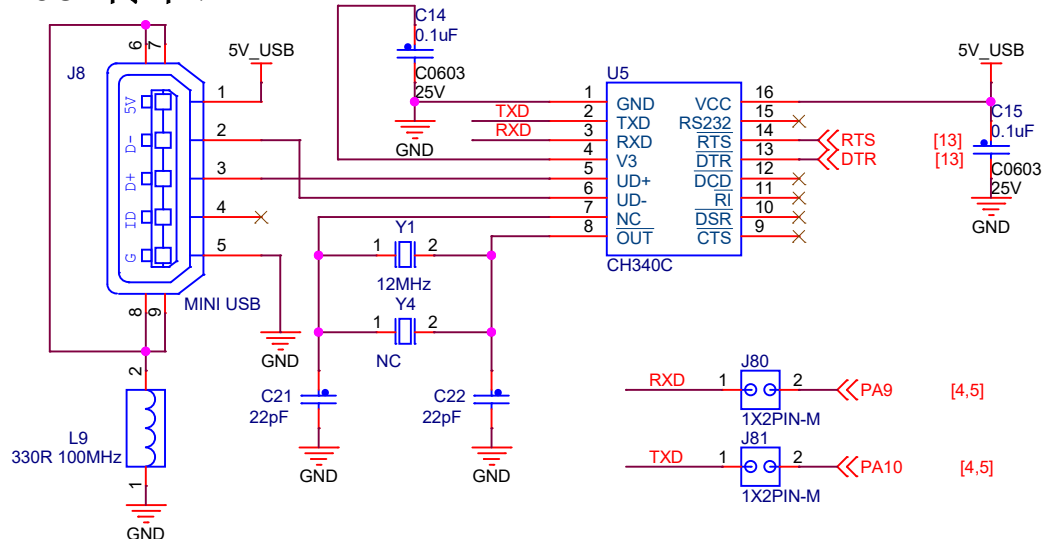 J8
6
7
5V
D-
D+
ID
G
1
2
3
4
5
5V_USB
MINI USB
GND
8
9
2
L9
330R 100MHz
1
GND
C14
0.1uF
C0603
25V
GND
TXD
RXD
U5
1 GND VCC 16
2 TXD RS232 15
3 RXD RTS 14
4 V3 DTR 13
5 UD+ DCD 12
6 UD- RI 11
7 NC DSR 10
8 OUT CTS 9
CH340C
RTS [13]
DTR [13]
5V_USB
C15
0.1uF
C0603
25V
GND
Y1
1 2
12MHz
Y4
1 2
NC
C21
22pF
GND
C22
22pF
GND
J80
RXD 1 2 PA9 [4,5]
1X2PIN-M
J81
TXD 1 2 PA10 [4,5]
1X2PIN-M